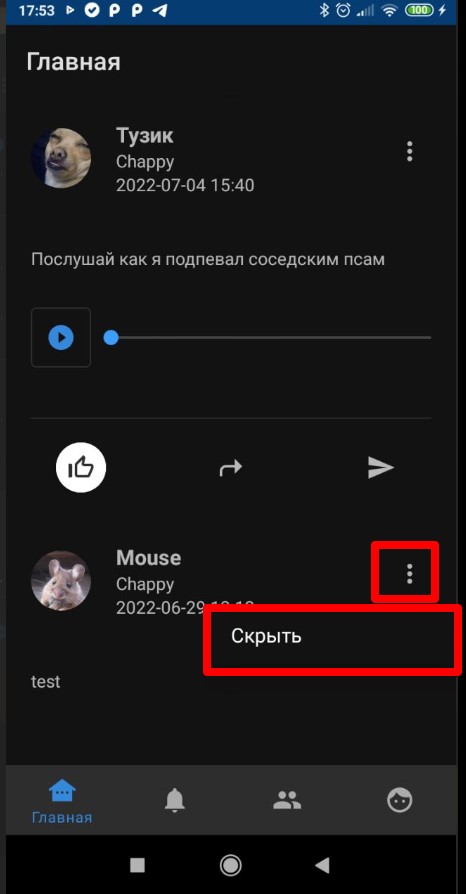 17:53
100
Главная
Тузик
Chappy
2022-07-04 15:40
Послушай как я подпевал соседским псам
Mouse
Chappy
2022-06-29
Скрыть
test
Главная